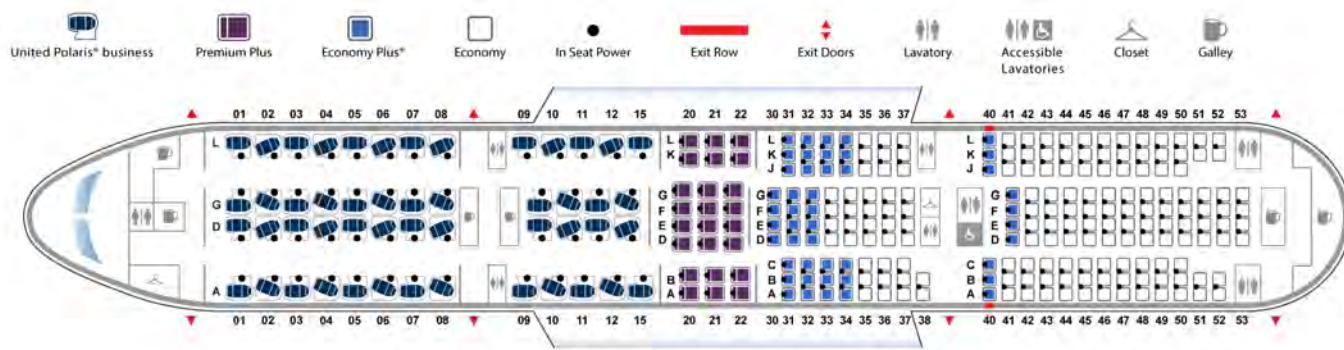 United Polaris® business
Premium Plus
Economy Plus®
Economy
In Seat Power
Exit Row
Exit Doors
Lavatory
Accessible
Lavatories
Closet
Galley
01 02 03 04 05 06 07 08 09 10 11 12 15 20 21 22 30 31 32 33 34 35 36 37 40 41 42 43 44 45 46 47 48 49 50 51 52 53
L L L L
K K K
J J
G G G G
F F F
E E E
D D D D
C C
B B B
A A A A
01 02 03 04 05 06 07 08 09 10 11 12 15 20 21 22 30 31 32 33 34 35 36 37 38 40 41 42 43 44 45 46 47 48 49 50 51 52 53